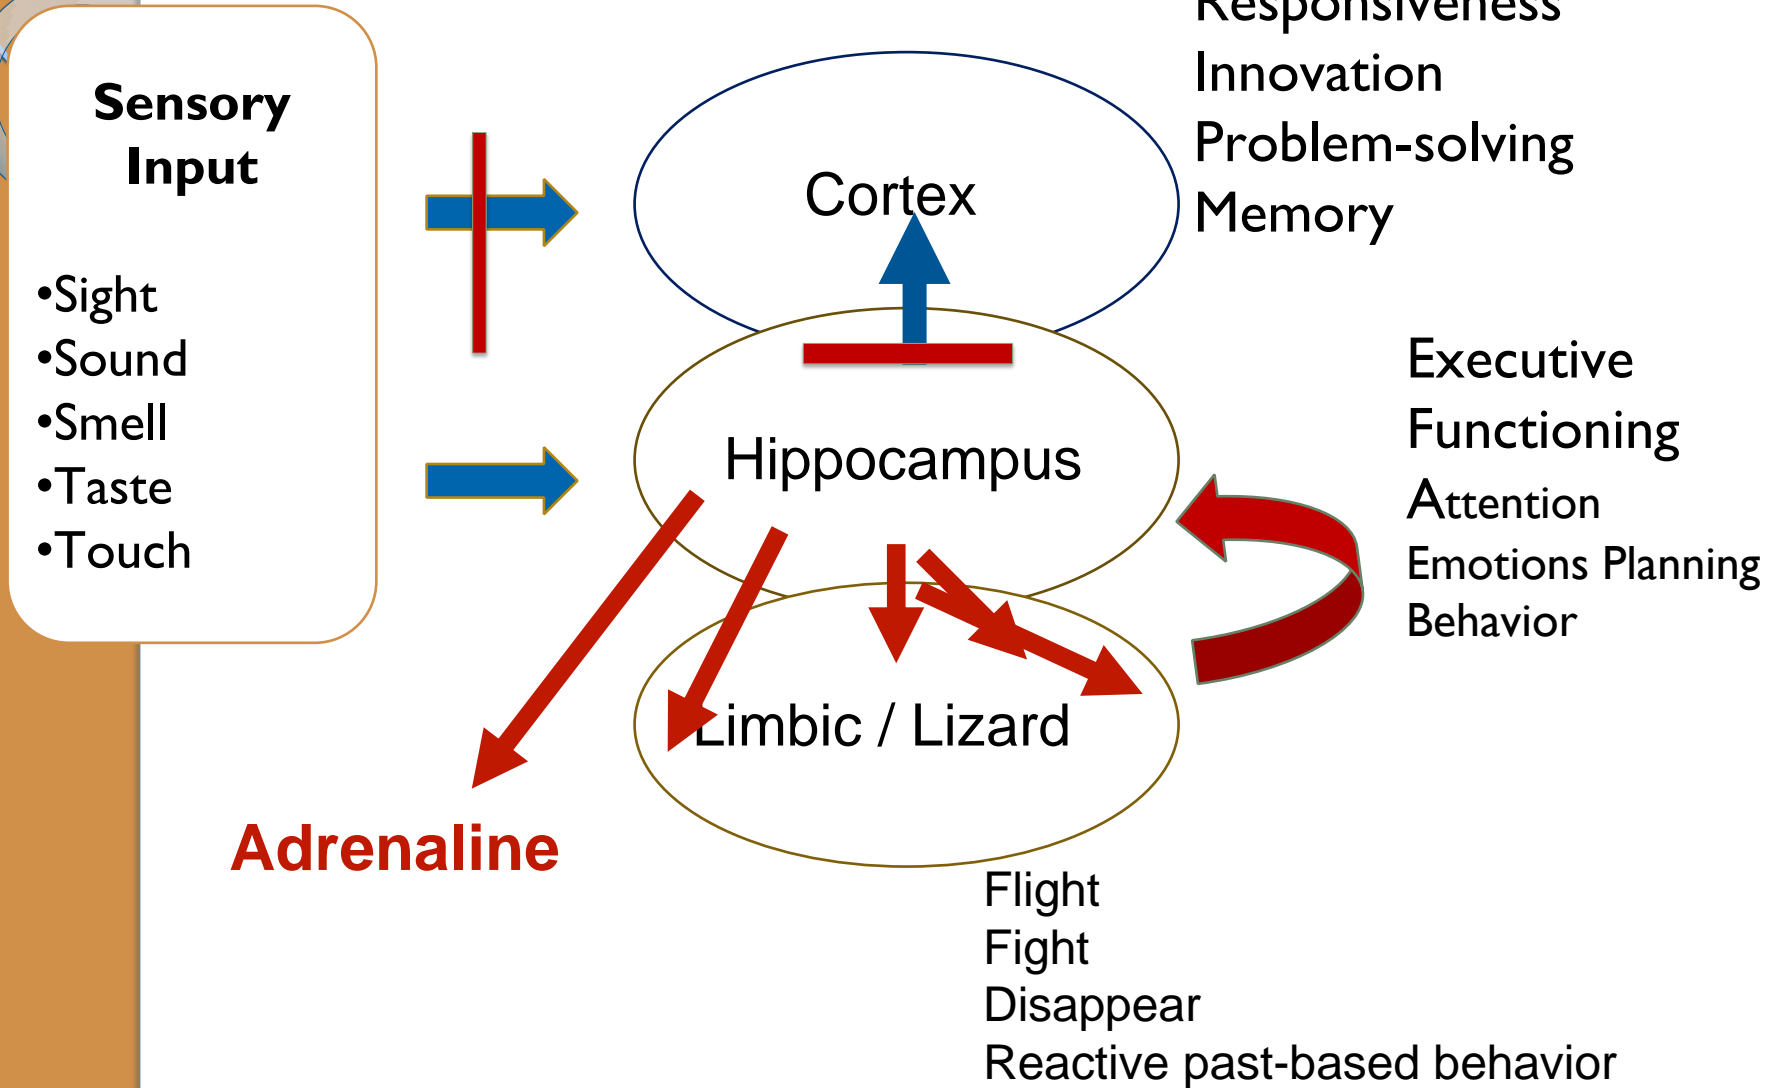 Sensory
Input
•Sight
•Sound
•Smell
•Taste
•Touch
Cortex
Hippocampus
Limbic / Lizard
Adrenaline
Responsiveness
Innovation
Problem-solving
Memory
Executive
Functioning
Attention
Emotions Planning
Behavior
Flight
Fight
Disappear
Reactive past-based behavior